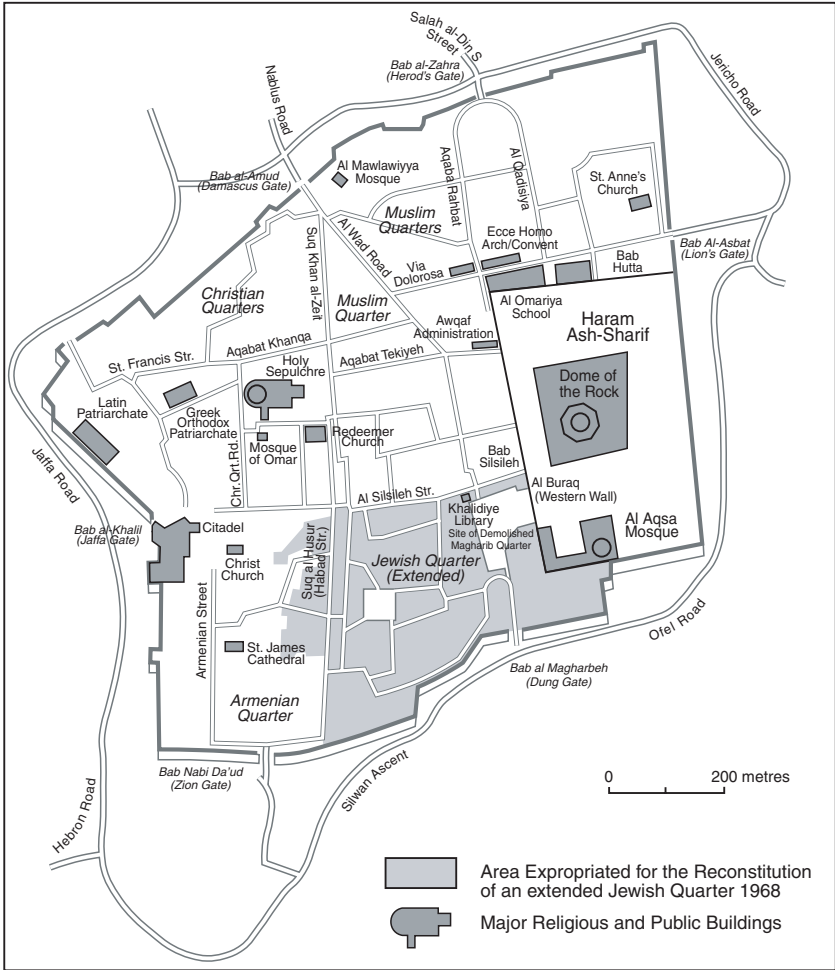 Salah al-Din S
Street
Bab al-Zahra
(Herod's Gate)
Nablus Road
Jericho Road
Bab al-Amud
(Damascus Gate)
Al Mawlawiyya
Mosque
Aqaba Rahbat
Al Qadisiya
St. Anne's
Church
Muslim
Quarters
Ecce Homo
Arch/Convent
Bab Al-Asbat
(Lion's Gate)
Suq Khan al-Zeit
Al Wad Road
Via
Dolorosa
Bab
Hutta
Christian
Quarters
Muslim
Quarter
Al Omariya
School
Haram
Ash-Sharif
Awqaf
Administration
St. Francis Str.
Aqabat Khanqa
Holy
Sepulchre
Aqabat Tekiyeh
Dome of
the Rock
Latin
Patriarchate
Greek
Orthodox
Patriarchate
Chr.Qrt.Rd.
Mosque
of Omar
Redeemer
Church
Jaffa Road
Bab
Silsileh
Al Buraq
(Western Wall)
Al Silsileh Str.
Bab al-Khalil
(Jaffa Gate)
Citadel
Khalidiye
Library
Site of Demolished
Magharib Quarter
Al Aqsa
Mosque
Christ
Church
Suq al Husur
(Habad Str.)
Jewish Quarter
(Extended)
Armenian Street
St. James
Cathedral
Ofel Road
Bab al Magharbeh
(Dung Gate)
Armenian
Quarter
Bab Nabi Da'ud
(Zion Gate)
Silwan Ascent
Hebron Road
0 200 metres
Area Expropriated for the Reconstitution
of an extended Jewish Quarter 1968
Major Religious and Public Buildings